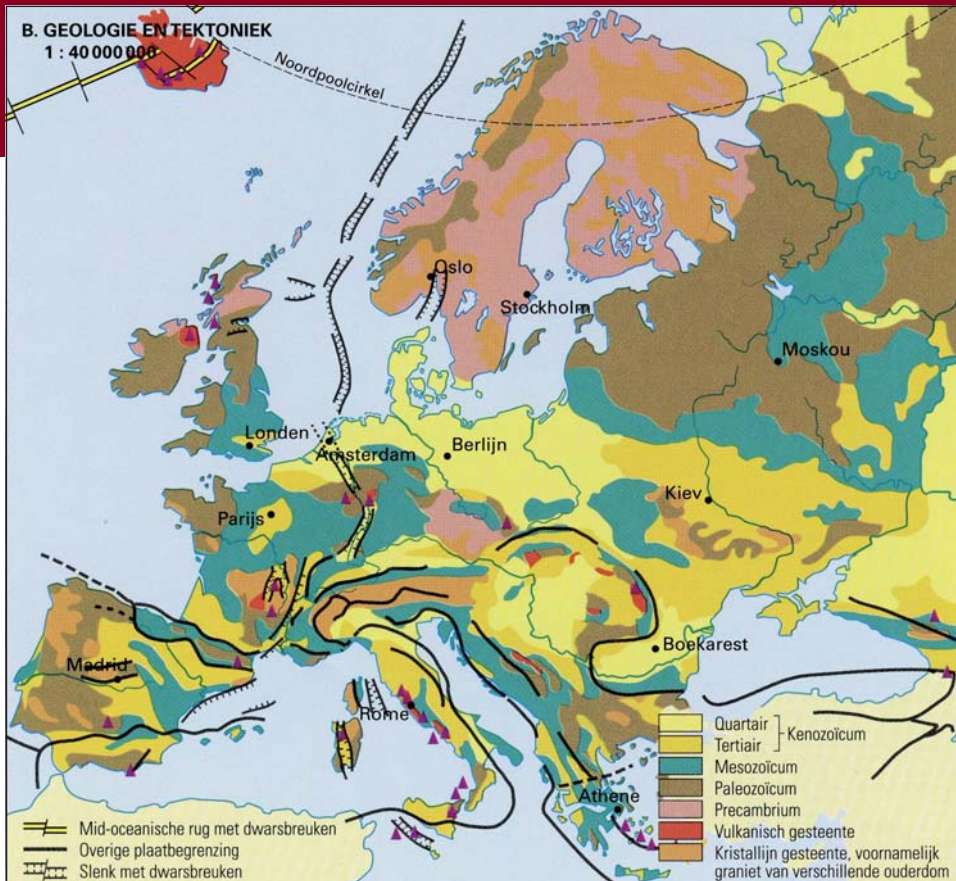 B. GEOLOGIE EN TEKTONIEK
1 : 40 000 000
Noordpoolcirkel
Oslo
Stockholm
Moskou
Londen
Amsterdam
Berlijn
Kiev
Parijs
Madrid
Rome
Boekarest
Athene
Quartair
Tertiair
Kenozoïcum
Mesozoïcum
Paleozoïcum
Precambrium
Vulkanisch gesteente
Kristallijn gesteente, voornamelijk
graniet van verschillende ouderdom
Mid-oceanische rug met dwarsbreuken
Overige plaatbegrenzing
Slenk met dwarsbreuken